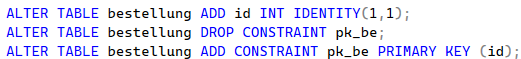 ALTER TABLE bestellung ADD id INT IDENTITY(1,1);
ALTER TABLE bestellung DROP CONSTRAINT pk_be;
ALTER TABLE bestellung ADD CONSTRAINT pk_be PRIMARY KEY (id);